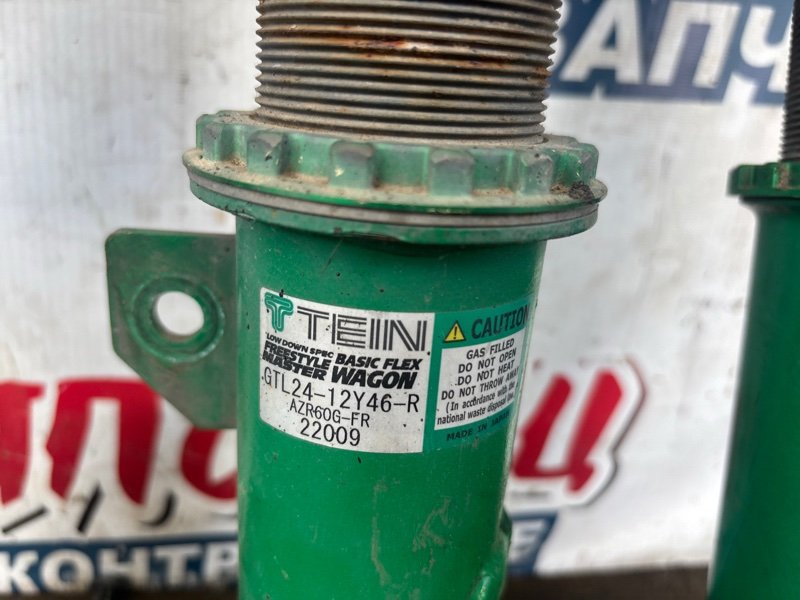 ЗАПЧ
TEIN
LOW DOWN SPEC
FREESTYLE BASIC FLEX
MASTER WAGON
GTL24-12Y46-R
AZR60G-FR
22009
CAUTION
GAS FILLED
DO NOT OPEN
DO NOT HEAT
DO NOT THROW AWAY
(In accordance with the
national waste disposal law.
MADE IN JAPAN
КОНТР